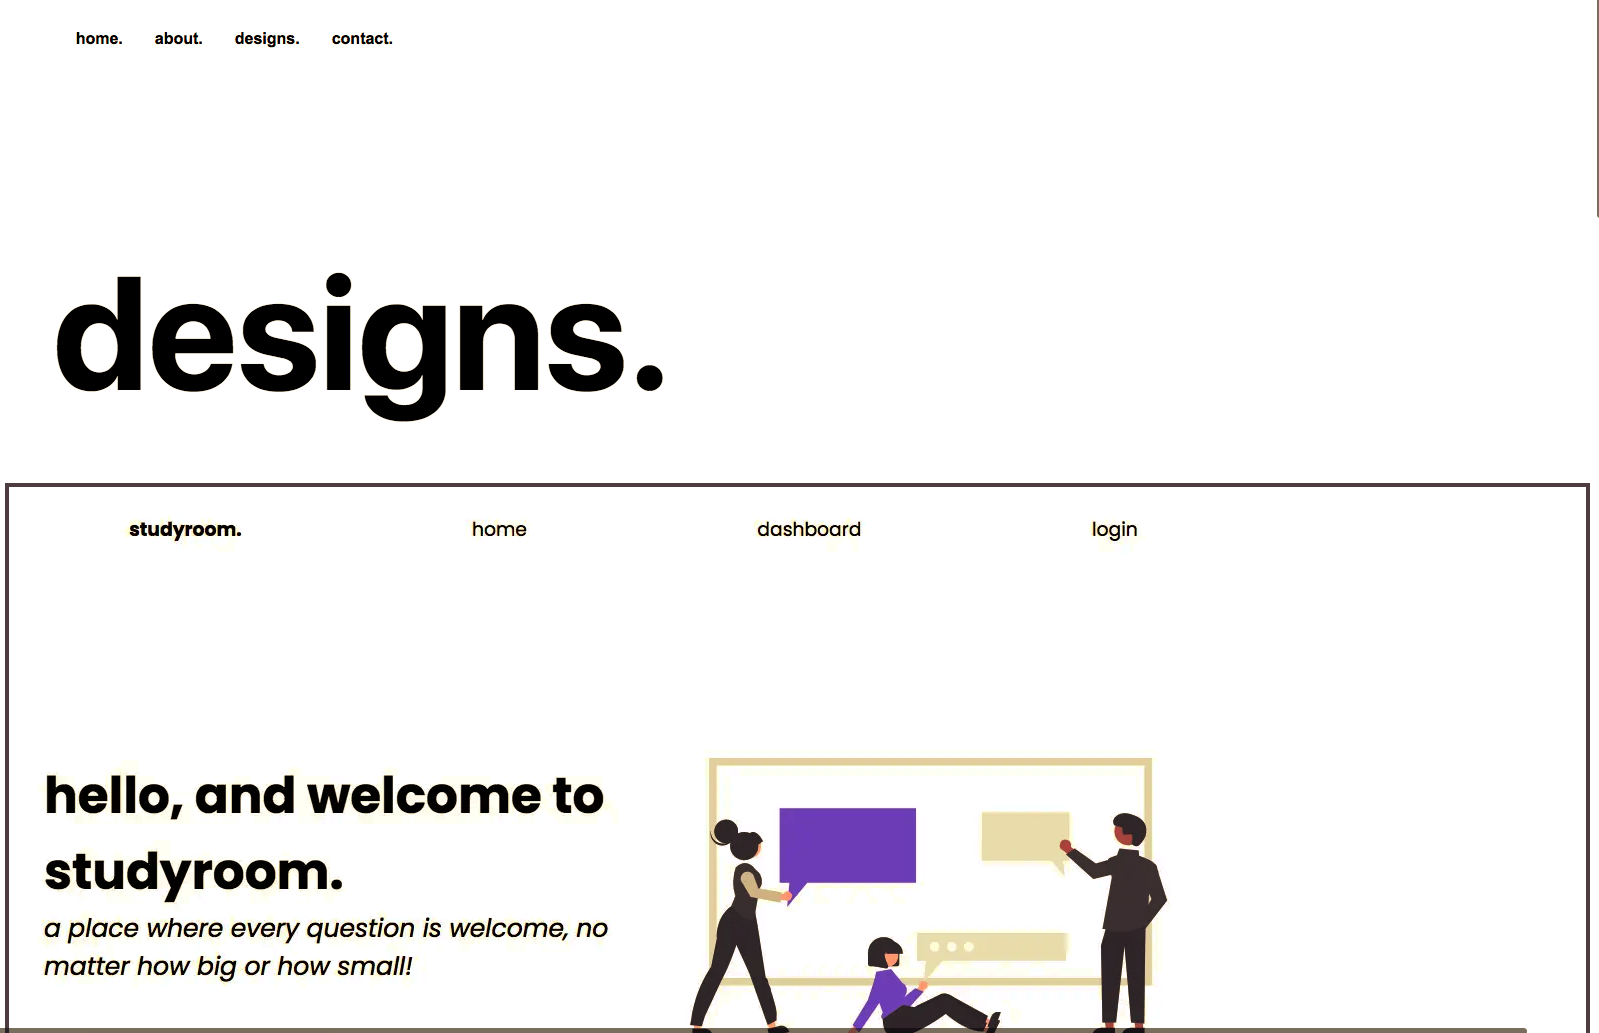 home. about. designs. contact.
designs.
studyroom. home dashboard login
hello, and welcome to
studyroom.
a place where every question is welcome, no
matter how big or how small!